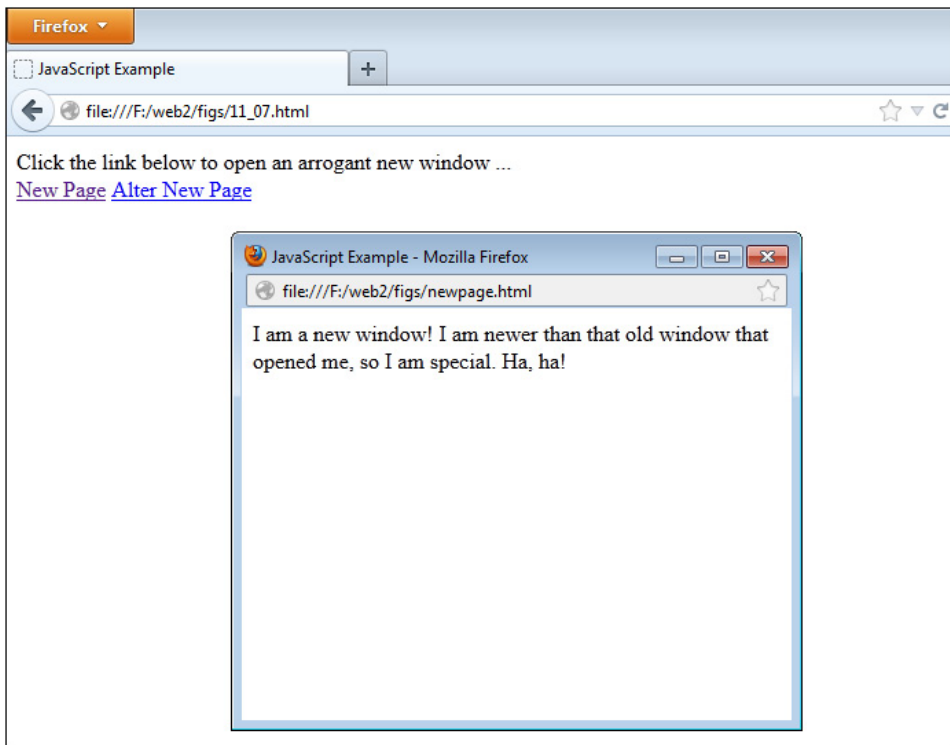 Firefox
JavaScript Example
file:///F:/web2/figs/11_07.html
Click the link below to open an arrogant new window ...
New Page Alter New Page
JavaScript Example - Mozilla Firefox
file:///F:/web2/figs/newpage.html
I am a new window! I am newer than that old window that
opened me, so I am special. Ha, ha!